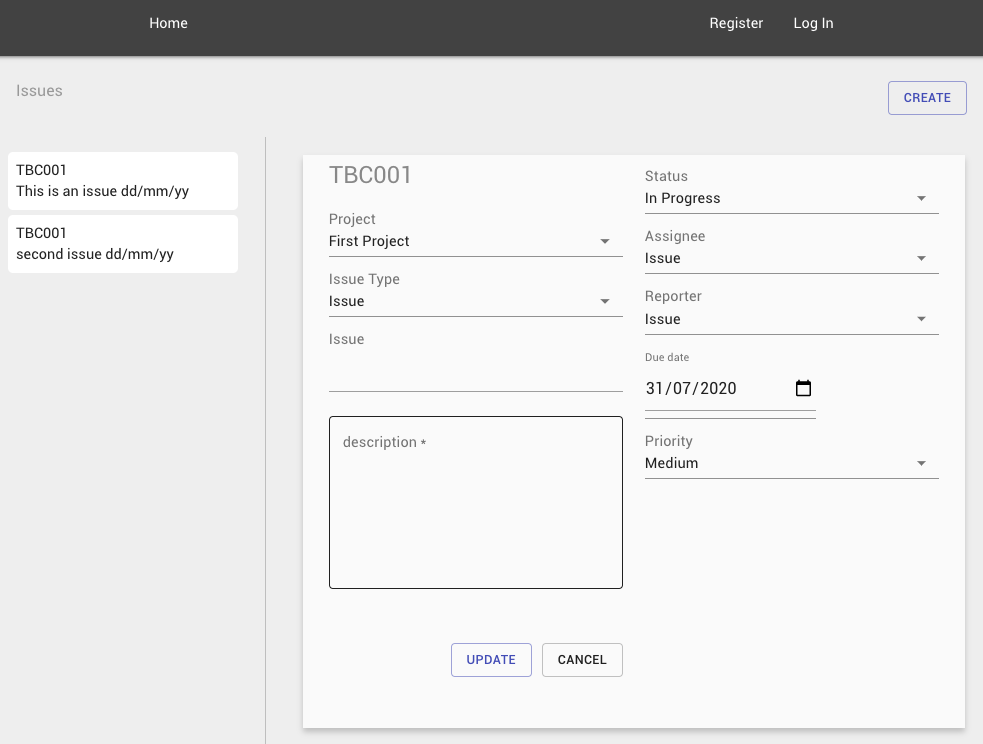 Home
Register
Log In
Issues
CREATE
TBC001
This is an issue dd/mm/yy
TBC001
second issue dd/mm/yy
TBC001
Project
First Project
Issue Type
Issue
Issue
description *
UPDATE
CANCEL
Status
In Progress
Assignee
Issue
Reporter
Issue
Due date
31/07/2020
Priority
Medium